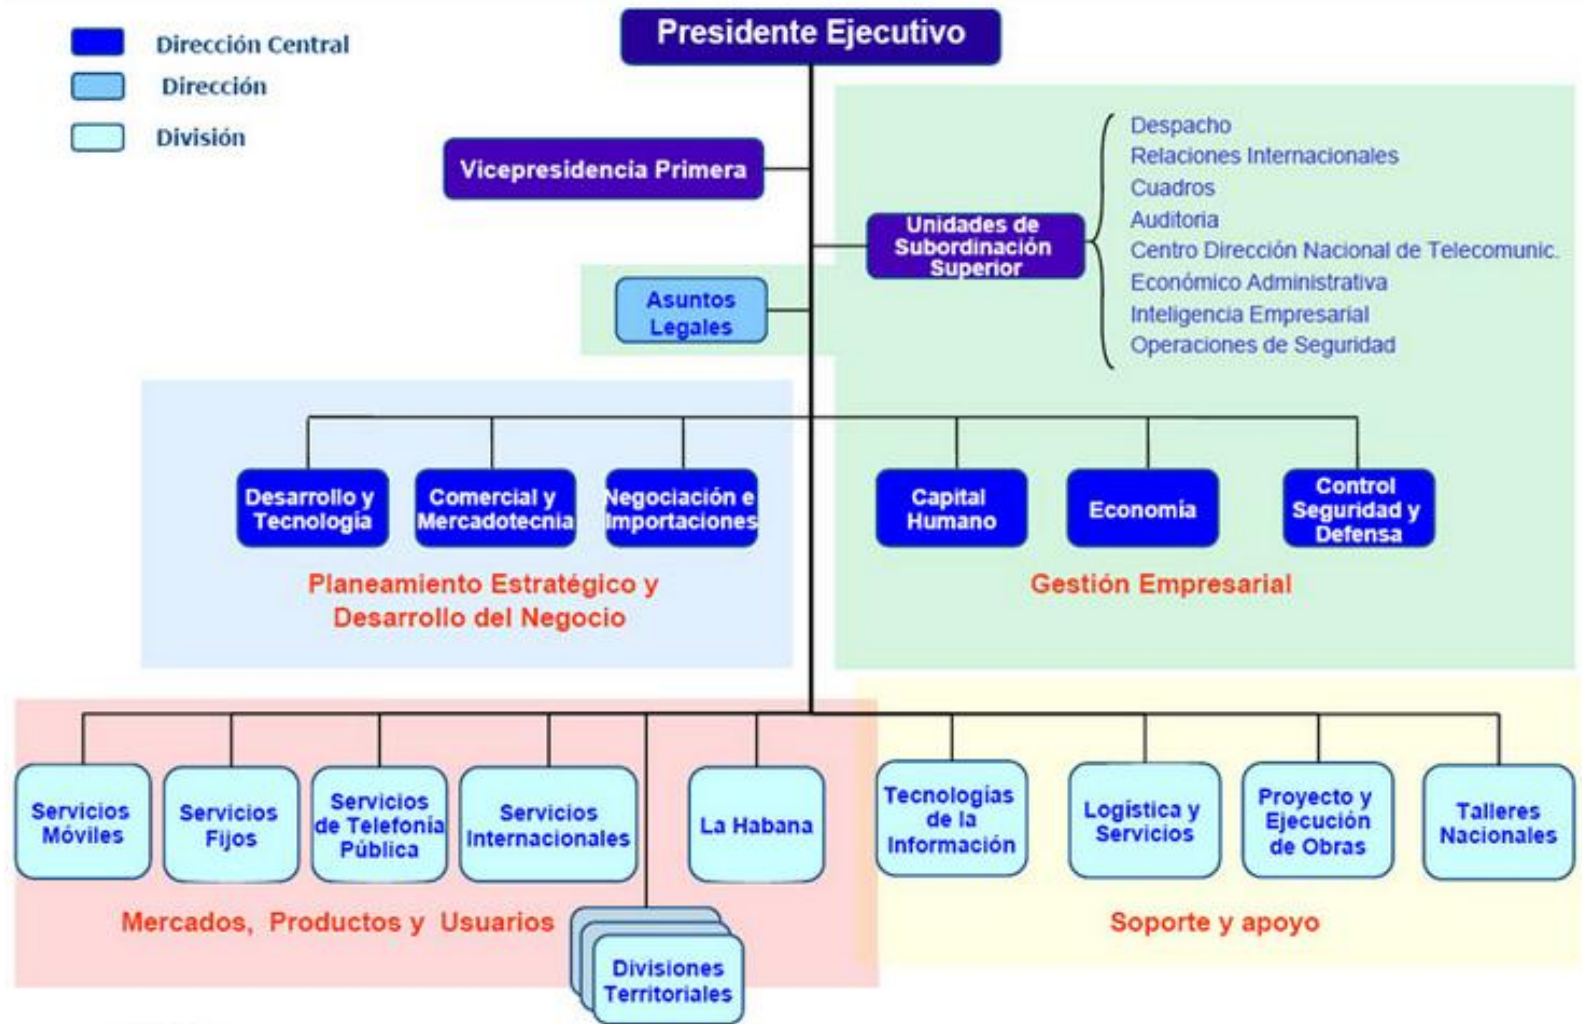 Presidente Ejecutivo
Dirección Central
Dirección
División
Vicepresidencia Primera
Unidades de
Subordinación
Superior
Despacho
Relaciones Internacionales
Cuadros
Auditoria
Centro Dirección Nacional de Telecomunic.
Económico Administrativa
Inteligencia Empresarial
Operaciones de Seguridad
Asuntos
Legales
Desarrollo y
Tecnología
Comercial y
Mercadotecnia
Negociación e
Importaciones
Capital
Humano
Economía
Control
Seguridad y
Defensa
Planeamiento Estratégico y
Desarrollo del Negocio
Gestión Empresarial
Servicios
Móviles
Servicios
Fijos
Servicios
de Telefonía
Pública
Servicios
Internacionales
La Habana
Tecnologías
de la
Información
Logística y
Servicios
Proyecto y
Ejecución
de Obras
Talleres
Nacionales
Mercados, Productos y Usuarios
Soporte y apoyo
Divisiones
Territoriales